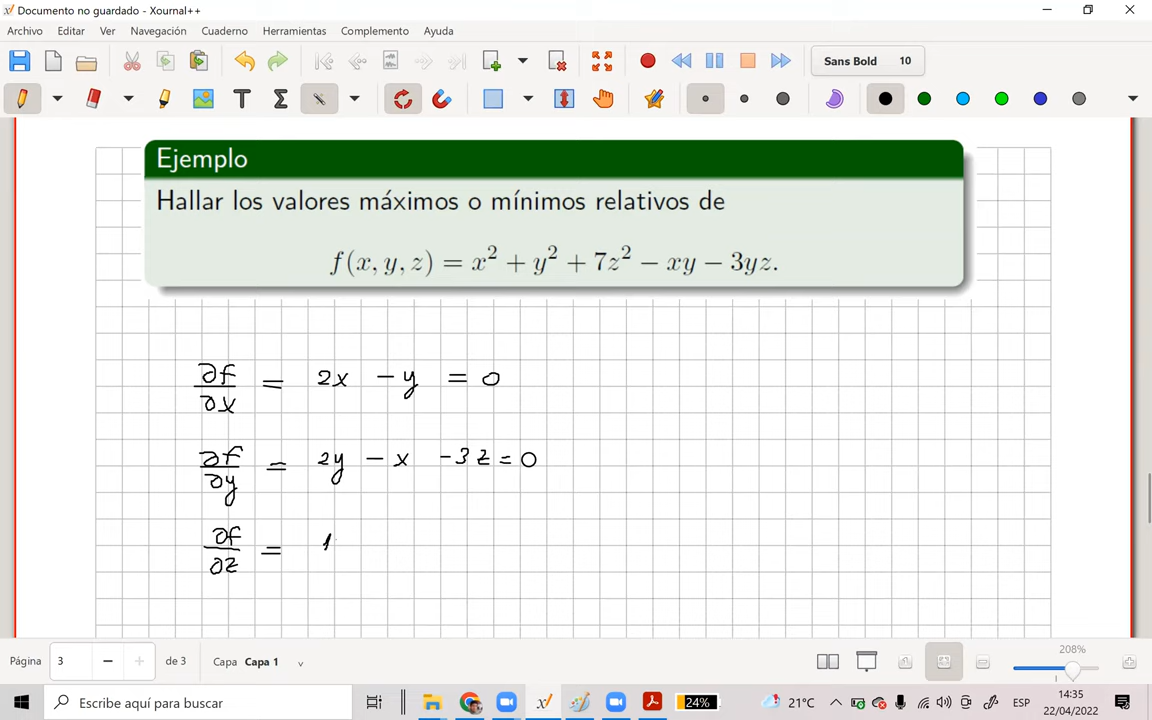 Documento no guardado - Xournal++
Archivo Editar Ver Navegación Cuaderno Herramientas Complemento Ayuda
Sans Bold 10
Ejemplo
Hallar los valores máximos o mínimos relativos de
f(x, y, z) = x² + y² + 7z² − xy − 3yz.
∂f/∂x = 2x − y = 0
∂f/∂y = 2y − x − 3z = 0
∂f/∂z = 1
Página 3 de 3 Capa Capa 1 208%
Escribe aquí para buscar 24% 21°C ESP 14:35
22/04/2022